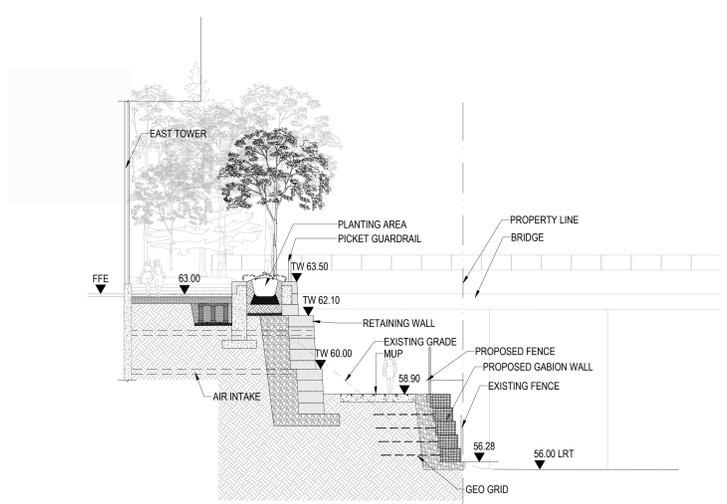 EAST TOWER
PLANTING AREA
PICKET GUARDRAIL
PROPERTY LINE
BRIDGE
TW 63.50
FFE
63.00
TW 62.10
RETAINING WALL
EXISTING GRADE
MUP
TW 60.00
PROPOSED FENCE
PROPOSED GABION WALL
58.90
EXISTING FENCE
AIR INTAKE
56.28
56.00 LRT
GEO GRID